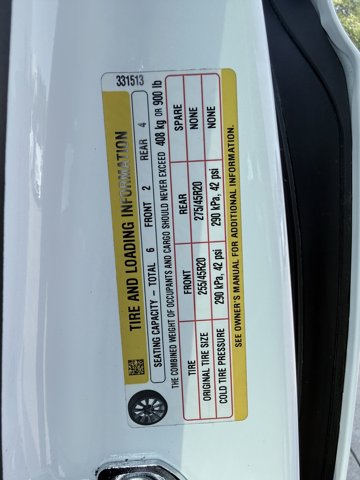 331513
TIRE AND LOADING INFORMATION
SEATING CAPACITY - TOTAL 6 FRONT 2 REAR 4
THE COMBINED WEIGHT OF OCCUPANTS AND CARGO SHOULD NEVER EXCEED 408 kg OR 900 lb
TIRE FRONT REAR SPARE
ORIGINAL TIRE SIZE 255/45R20 275/45R20 NONE
COLD TIRE PRESSURE 290 kPa, 42 psi 290 kPa, 42 psi NONE
SEE OWNER'S MANUAL FOR ADDITIONAL INFORMATION.